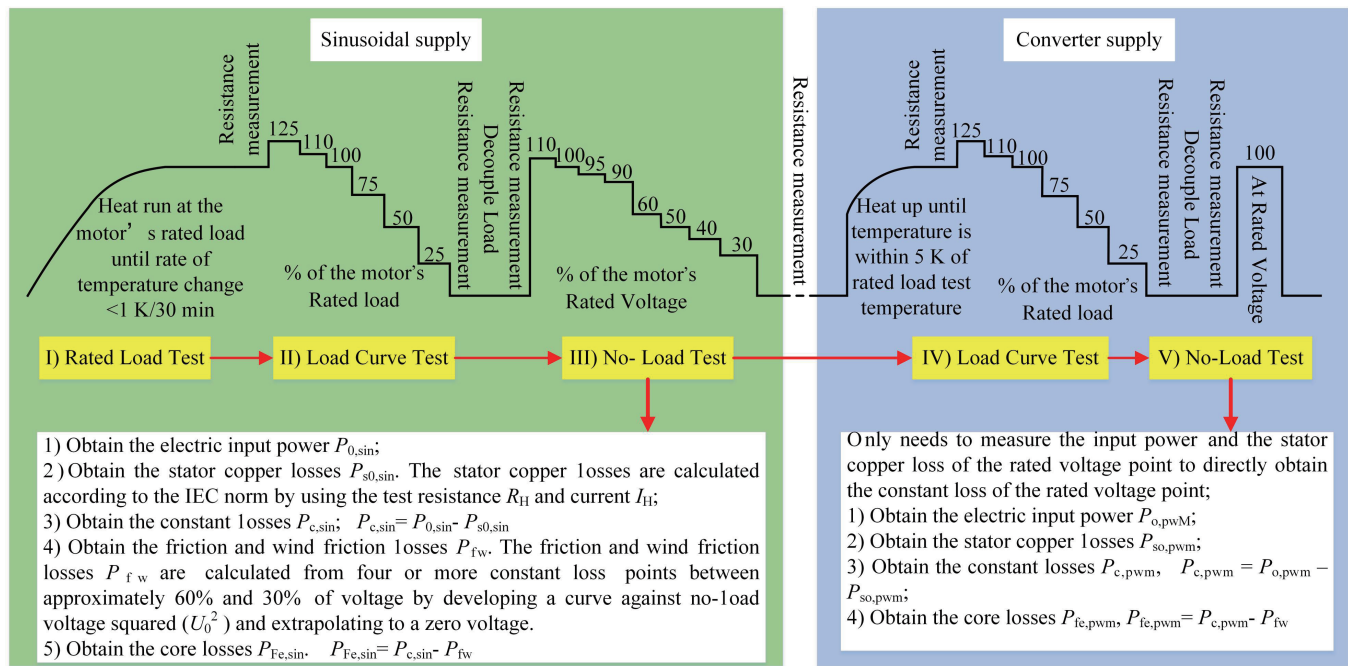 Sinusoidal supply
Resistance
measurement
125
110
100
75
50
25
Heat run at the
motor’ s rated load
until rate of
temperature change
<1 K/30 min
% of the motor’s
Rated load
Resistance measurement
Decouple Load
Resistance measurement
110
100
95
90
60
50
40
30
% of the motor’s
Rated Voltage
Resistance measurement
Converter supply
Resistance
measurement
125
110
100
75
50
25
Heat up until
temperature is
within 5 K of
rated load test
temperature
% of the motor’s
Rated load
Resistance measurement
Decouple Load
Resistance measurement
100
At Rated Voltage
I) Rated Load Test
II) Load Curve Test
III) No- Load Test
IV) Load Curve Test
V) No-Load Test
1) Obtain the electric input power P0,sin;
2) Obtain the stator copper losses Ps0,sin. The stator copper 1osses are calculated
according to the IEC norm by using the test resistance RH and current IH;
3) Obtain the constant 1osses Pc,sin; Pc,sin= P0,sin- Ps0,sin
4) Obtain the friction and wind friction 1osses Pfw. The friction and wind friction
losses Pfw are calculated from four or more constant loss points between
approximately 60% and 30% of voltage by developing a curve against no-1oad
voltage squared (U0²) and extrapolating to a zero voltage.
5) Obtain the core losses PFe,sin. PFe,sin= Pc,sin- Pfw
Only needs to measure the input power and the stator
copper loss of the rated voltage point to directly obtain
the constant loss of the rated voltage point;
1) Obtain the electric input power Po,pwM;
2) Obtain the stator copper 1osses Pso,pwm;
3) Obtain the constant losses Pc,pwm, Pc,pwm = Po,pwm –
Pso,pwm;
4) Obtain the core losses Pfe,pwm, Pfe,pwm= Pc,pwm- Pfw